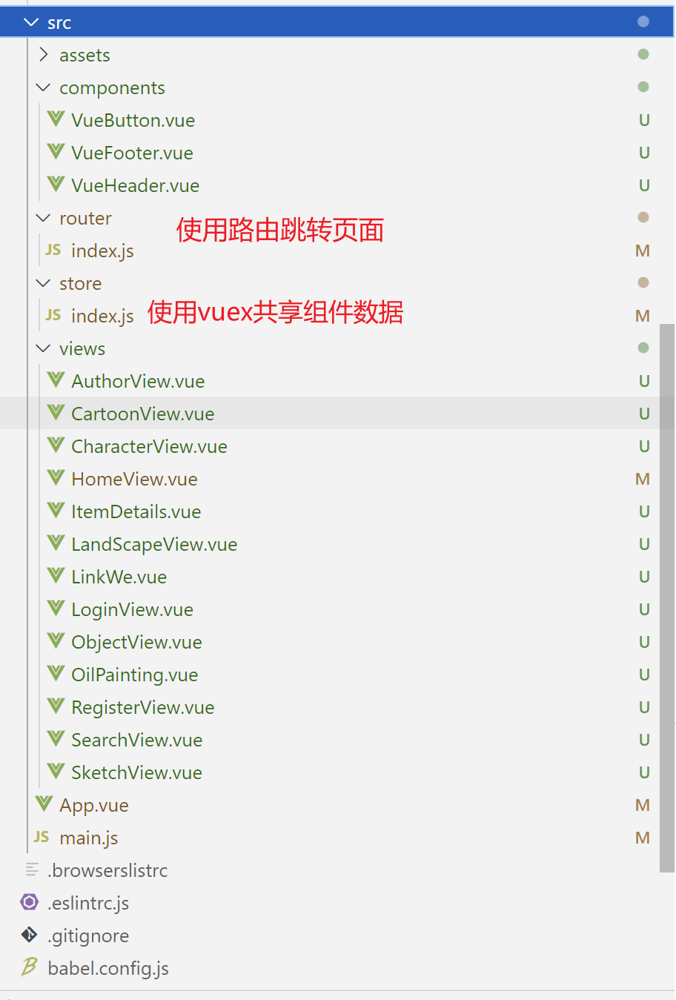 src
assets
components
VueButton.vue U
VueFooter.vue U
VueHeader.vue U
router
使用路由跳转页面
JS index.js M
store
JS index.js 使用vuex共享组件数据 M
views
AuthorView.vue U
CartoonView.vue U
CharacterView.vue U
HomeView.vue M
ItemDetails.vue U
LandScapeView.vue U
LinkWe.vue U
LoginView.vue U
ObjectView.vue U
OilPainting.vue U
RegisterView.vue U
SearchView.vue U
SketchView.vue U
App.vue M
JS main.js M
.browserslistrc
.eslintrc.js
.gitignore
babel.config.js